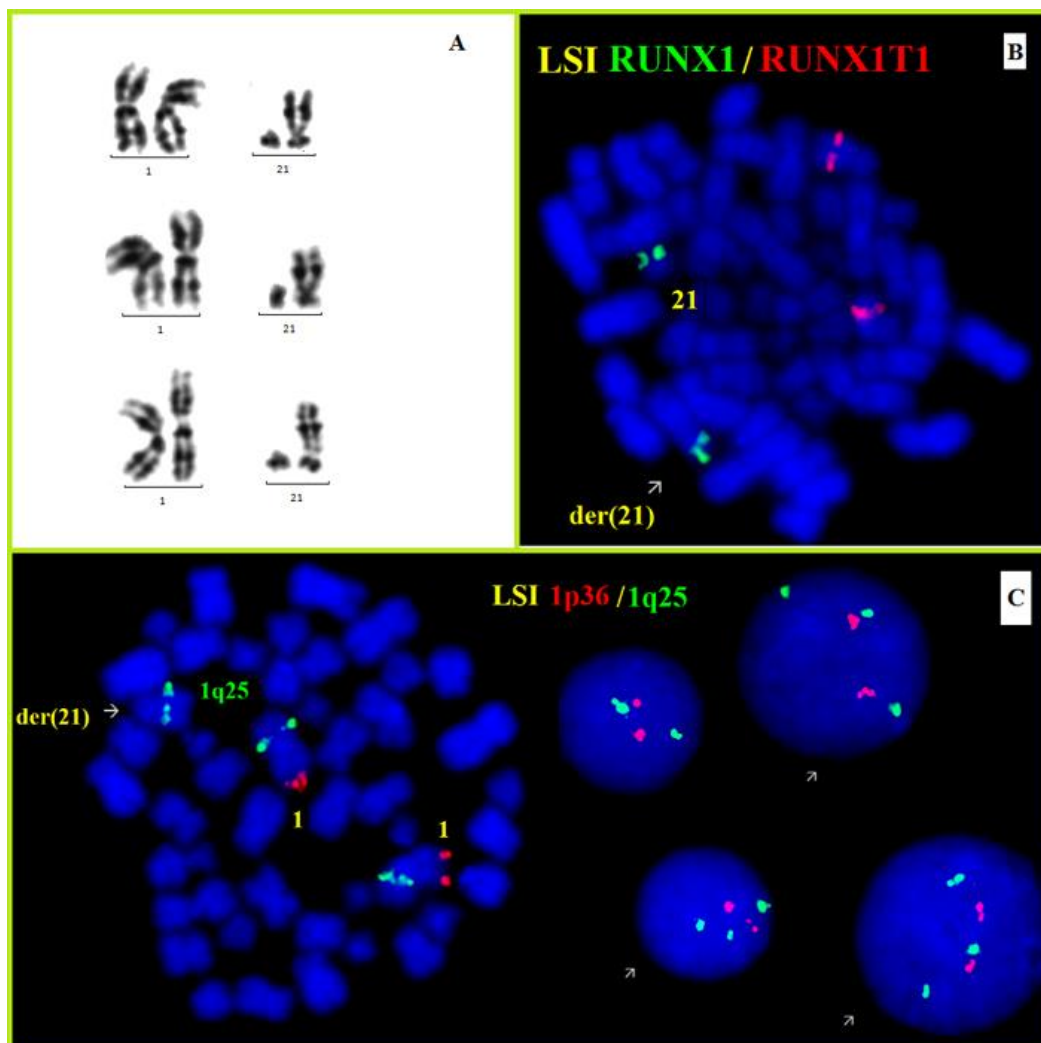 A
1
21
1
21
1
21
B
LSI RUNX1/RUNX1T1
21
der(21)
C
LSI 1p36/1q25
1q25
der(21)
1
1